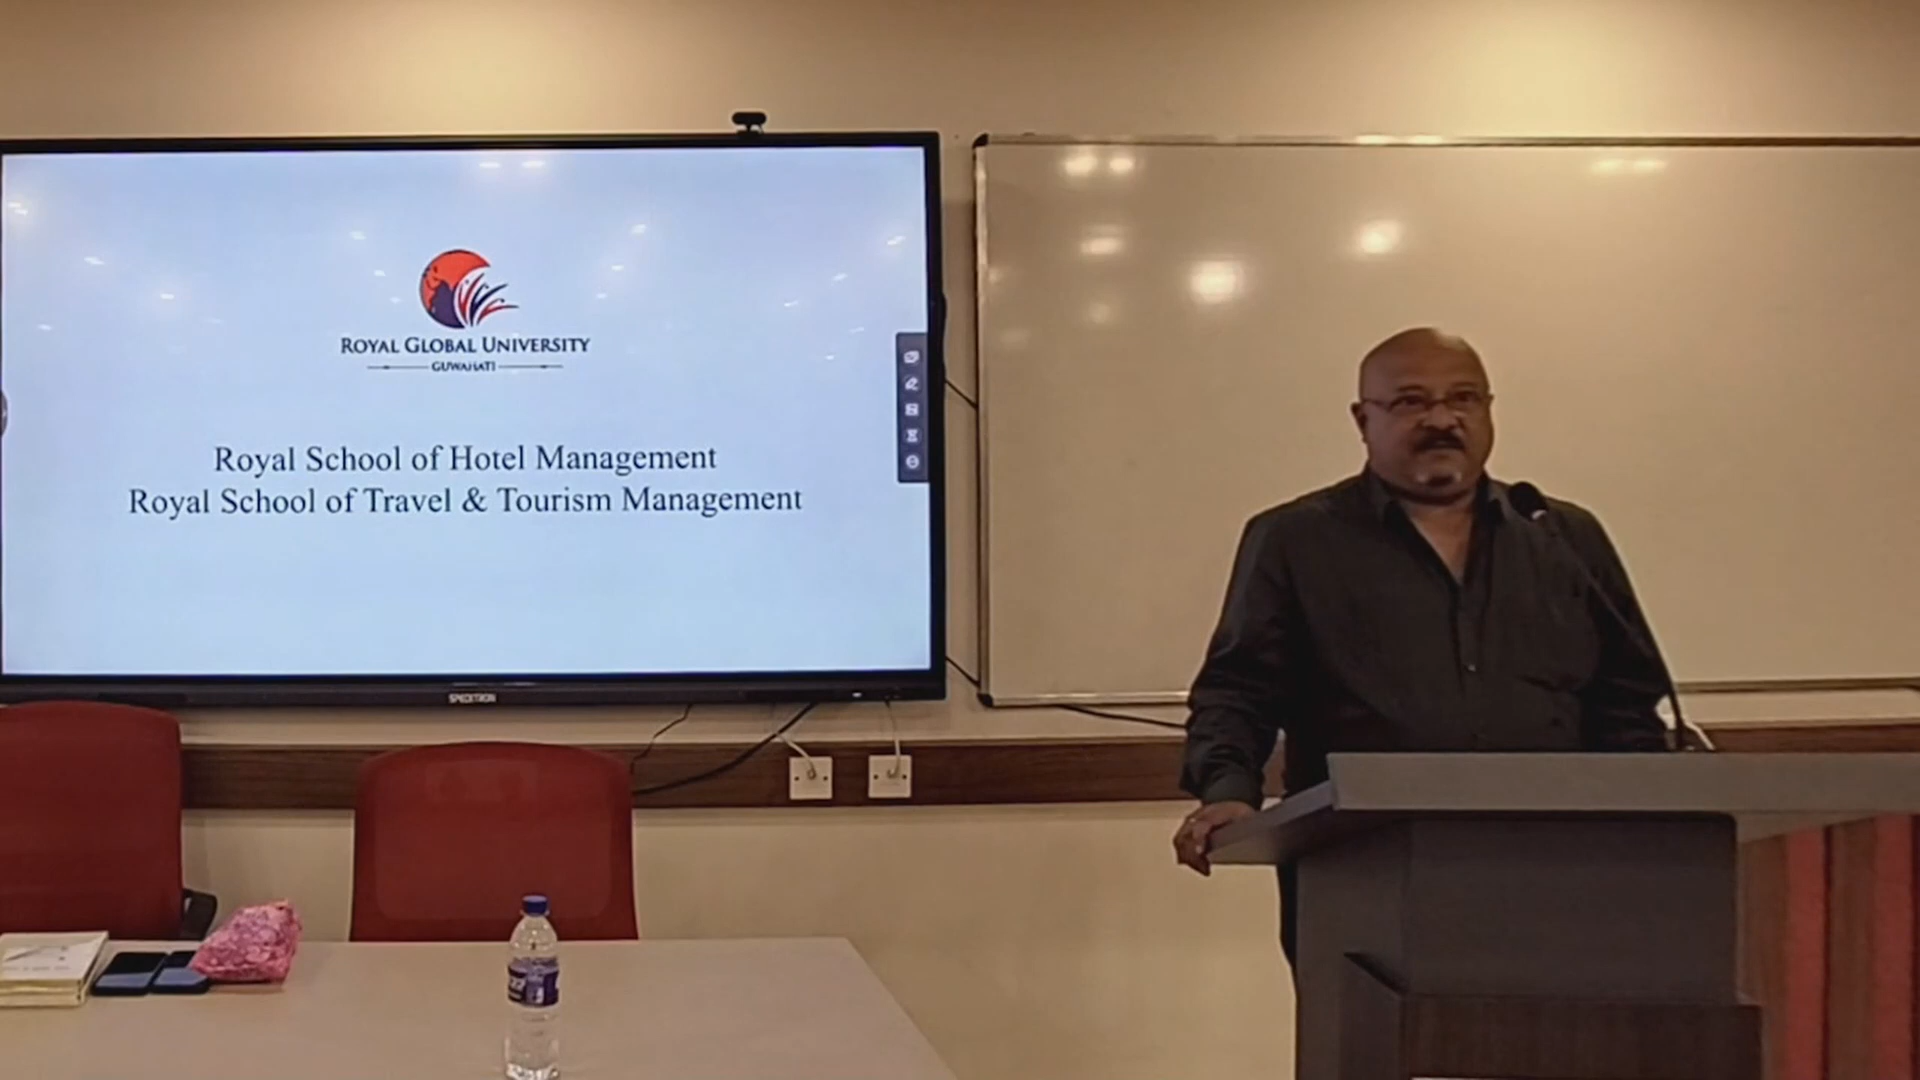 ROYAL GLOBAL UNIVERSITY
GUWAHATI
Royal School of Hotel Management
Royal School of Travel & Tourism Management